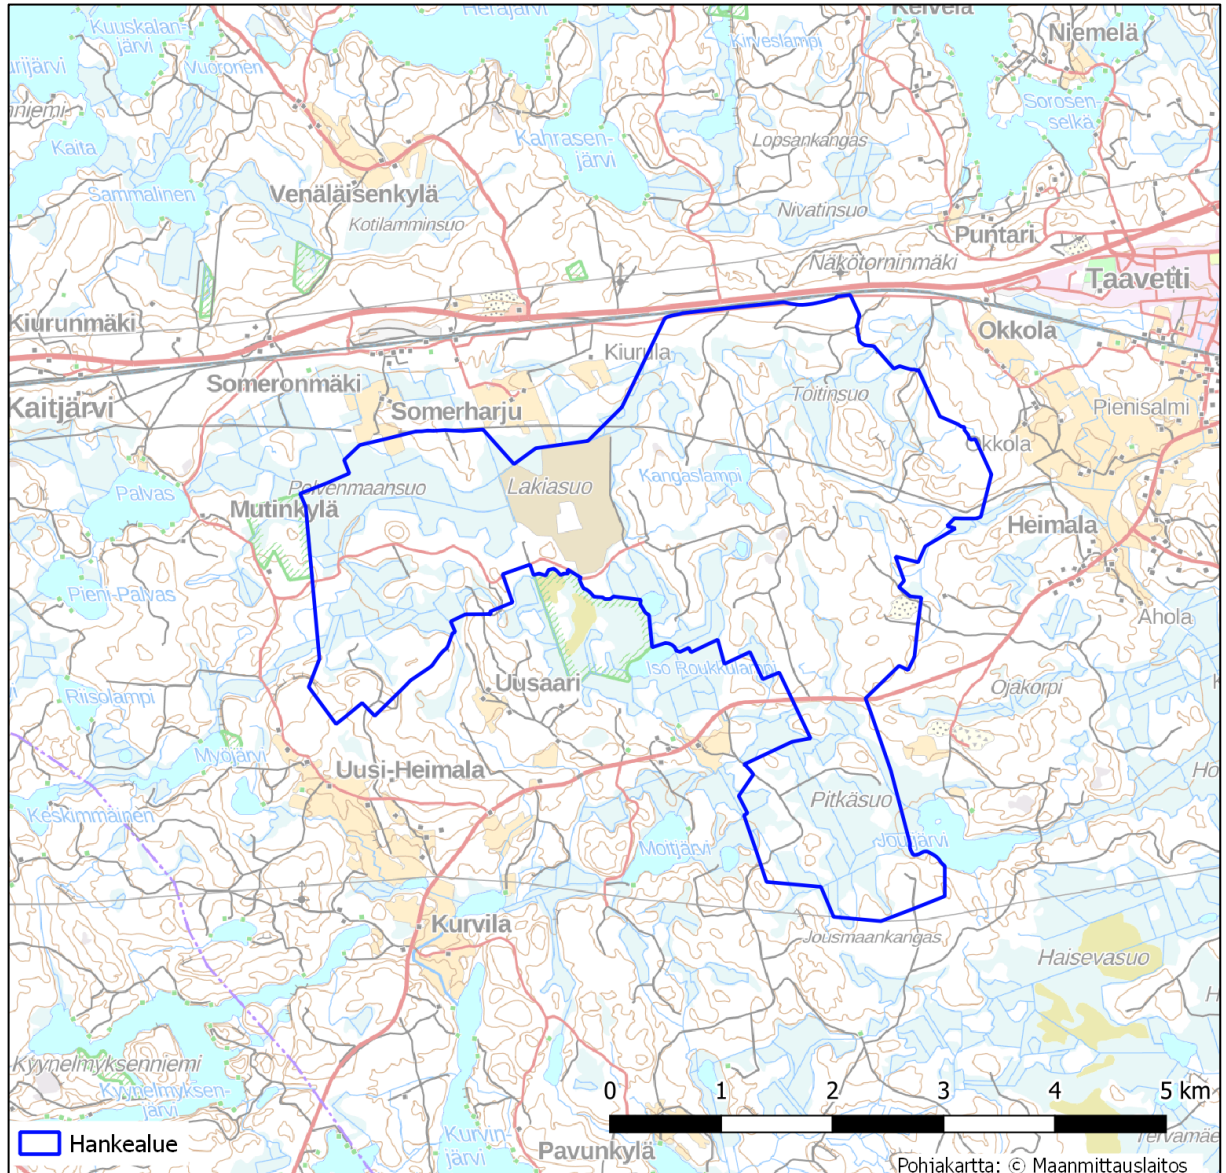 Kuuskalan-
järvi
Herajärvi
Kirveslampi
Niemelä
Vuoronen
Sorosen-
selkä
Kaita
Kahrasen-
järvi
Lopsankangas
Sammalinen
Venäläisenkylä
Kotilamminsuo
Nivatinsuo
Puntari
Näkötorninmäki
Taavetti
Kiurunmäki
Okkola
Kiurula
Someronmäki
Töitinsuo
Kaitjärvi
Somerharju
Pienisalmi
Okkola
Kangaslampi
Palvas
Palvenmaansuo
Lakiasuo
Mutinkylä
Heimala
Pieni-Palvas
Ahola
Iso Roukkulampi
Uusaari
Riisolampi
Ojakorpi
Myöjärvi
Uusi-Heimala
Pitkäsuo
Keskimmäinen
Moitjärvi
Joutjärvi
Kurvila
Jousmaankangas
Haisevasuo
Kyynelmyksenniemi
Kyynelmyksen-
järvi
0 1 2 3 4 5 km
Hankealue
Kurvin-
järvi
Pavunkylä
Tervamäe
Pohjakartta: © Maanmittauslaitos